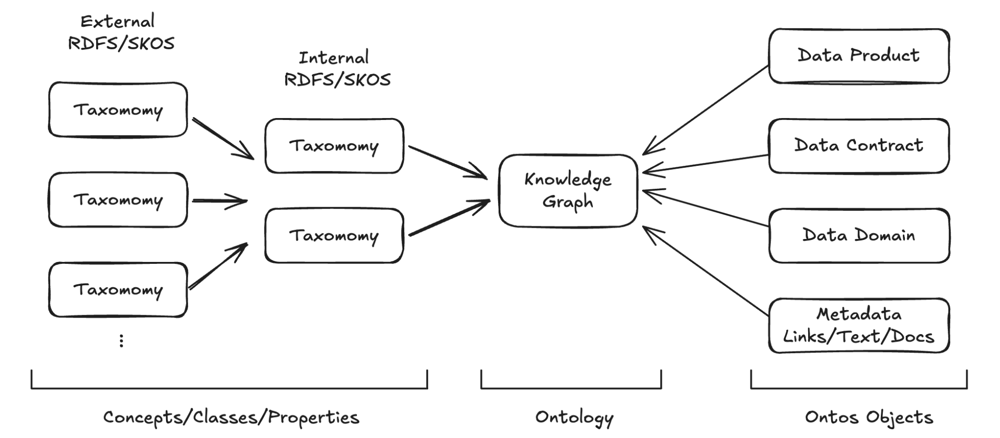 External
RDFS/SKOS
Taxomomy
Taxomomy
Taxomomy
⋮
Internal
RDFS/SKOS
Taxomomy
Taxomomy
Knowledge
Graph
Data Product
Data Contract
Data Domain
Metadata
Links/Text/Docs
Concepts/Classes/Properties
Ontology
Ontos Objects